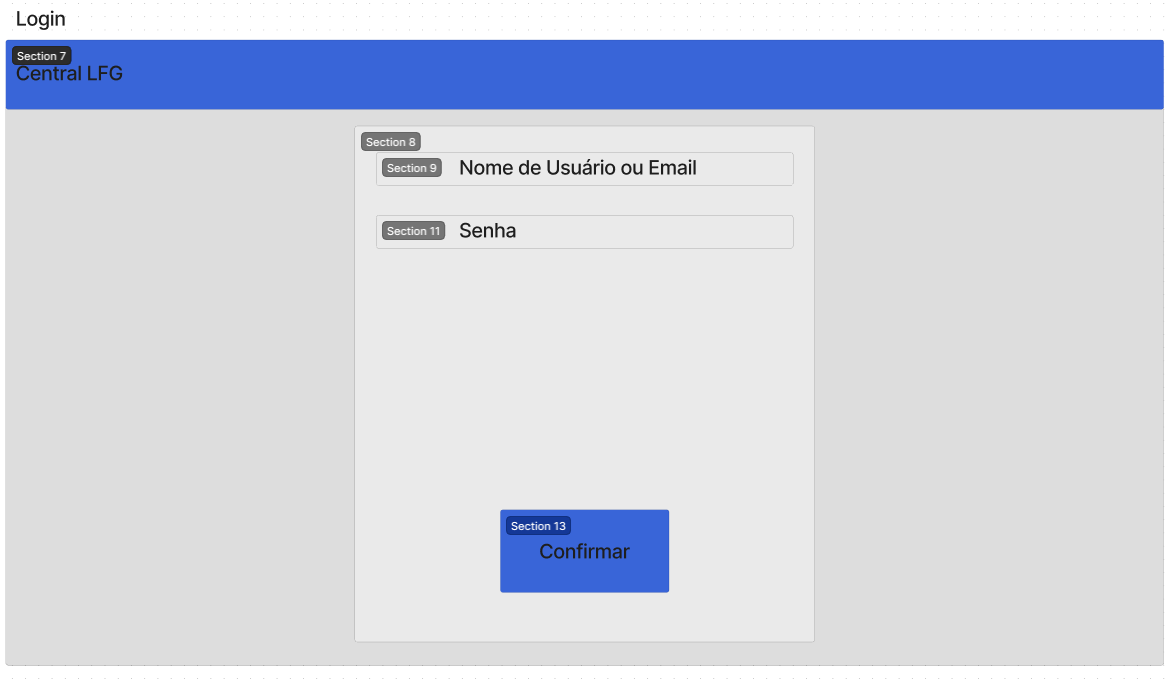 Login
Section 7
Central LFG
Section 8
Section 9 Nome de Usuário ou Email
Section 11 Senha
Section 13
Confirmar